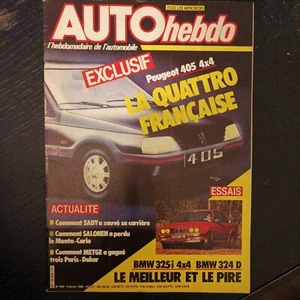 TOUS LES MERCREDIS
AUTO hebdo
l'hebdomadaire de l'automobile
EXCLUSIF
Peugeot 405 4x4
LA QUATTRO
FRANÇAISE
405
ESSAIS
ACTUALITE
Comment SABY a sauvé sa carrière
Comment SALONEN a perdu
le Monte-Carlo
Comment METGE a gagné
trois Paris-Dakar
BMW 325i 4x4 BMW 324 D
LE MEILLEUR ET LE PIRE